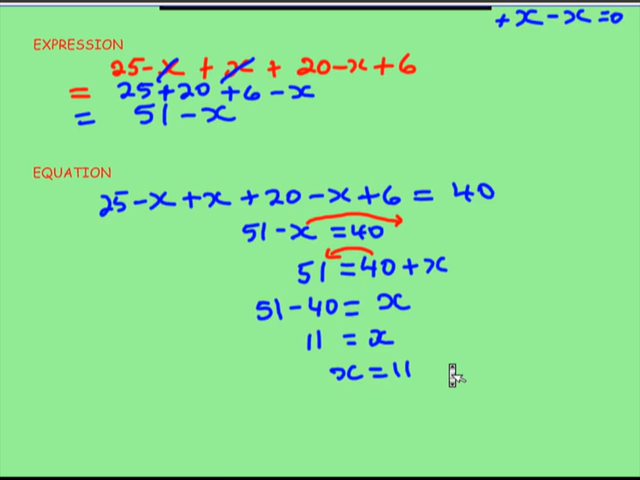 +x-x=0
EXPRESSION
25-x+x+20-x+6
= 25+20+6-x
= 51-x
EQUATION
25-x+x+20-x+6=40
51-x=40
51=40+x
51-40=x
11=x
x=11